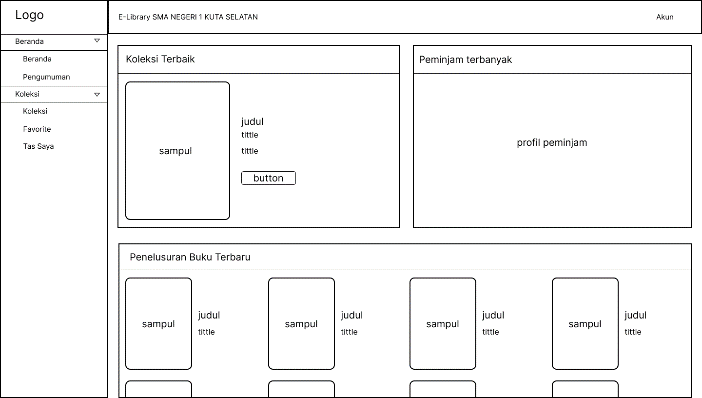 Logo
E-Library SMA NEGERI 1 KUTA SELATAN
Akun
Beranda
Beranda
Pengumuman
Koleksi
Koleksi
Favorite
Tas Saya
Koleksi Terbaik
sampul
judul
tittle
tittle
button
Peminjam terbanyak
profil peminjam
Penelusuran Buku Terbaru
sampul
judul
tittle
sampul
judul
tittle
sampul
judul
tittle
sampul
judul
tittle